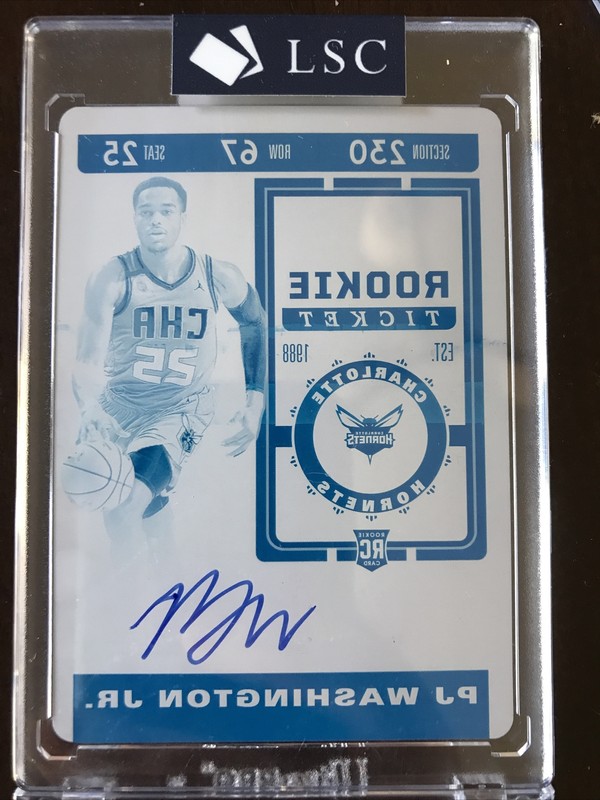 LSC
SECTION 230 ROW 67 SEAT 25
CHA
25
ROOKIE
TICKET
EST. 1988
CHARLOTTE
CHARLOTTE
HORNETS
HORNETS
ROOKIE
RC
CARD
PJ WASHINGTON JR.